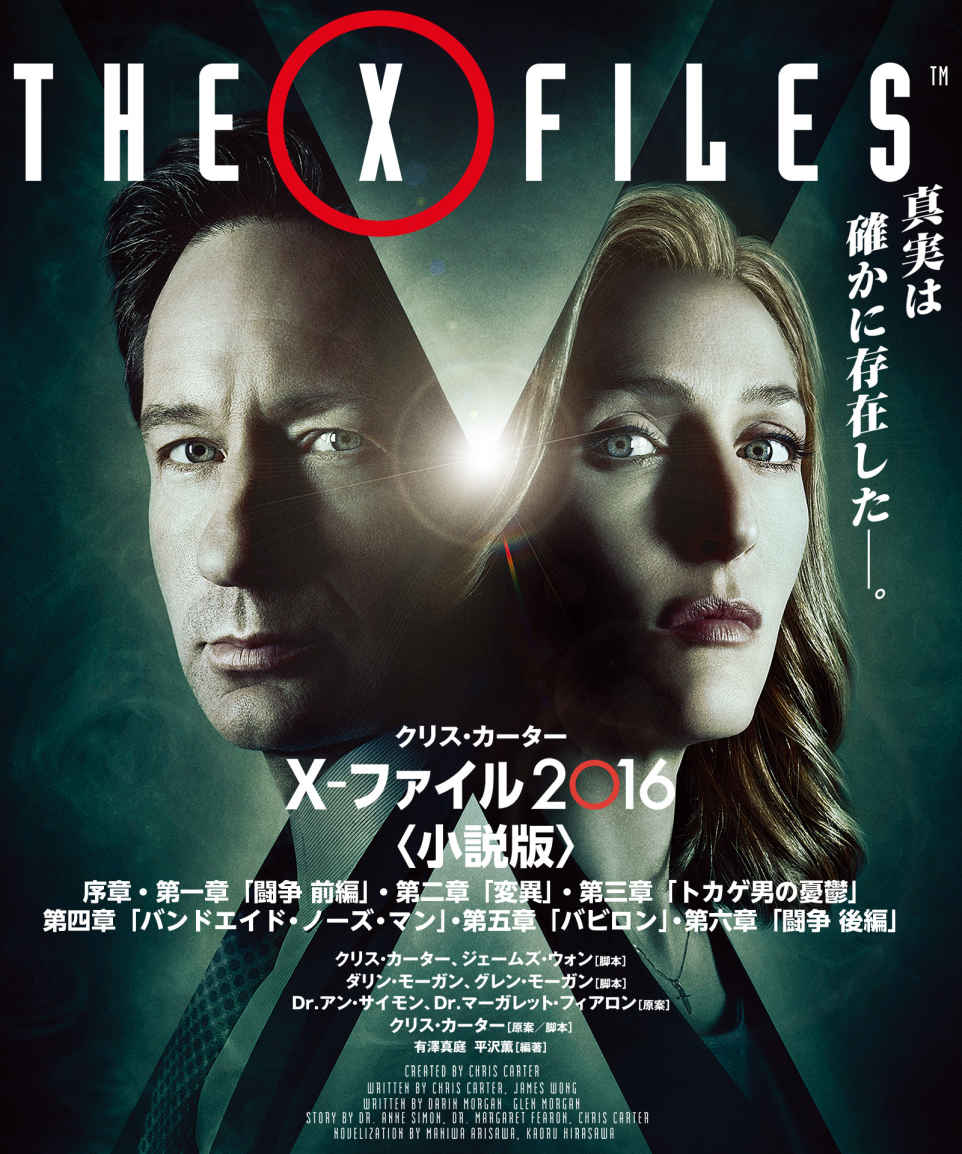 THE X FILES™
真実は
確かに存在した──。
クリス・カーター
X-ファイル2016
〈小説版〉
序章・第一章「闘争 前編」・第二章「変異」・第三章「トカゲ男の憂鬱」
第四章「バンドエイド・ノーズ・マン」・第五章「バビロン」・第六章「闘争 後編」
クリス・カーター、ジェームズ・ウォン[脚本]
ダリン・モーガン、グレン・モーガン[脚本]
Dr.アン・サイモン、Dr.マーガレット・フィアロン[原案]
クリス・カーター[原案／脚本]
有澤真庭 平沢薫[編著]
CREATED BY CHRIS CARTER
WRITTEN BY CHRIS CARTER, JAMES WONG
WRITTEN BY DARIN MORGAN GLEN MORGAN
STORY BY DR. ANNE SIMON, DR. MARGARET FEARON, CHRIS CARTER
NOVELIZATION BY MANIWA ARISAWA, KAORU HIRASAWA